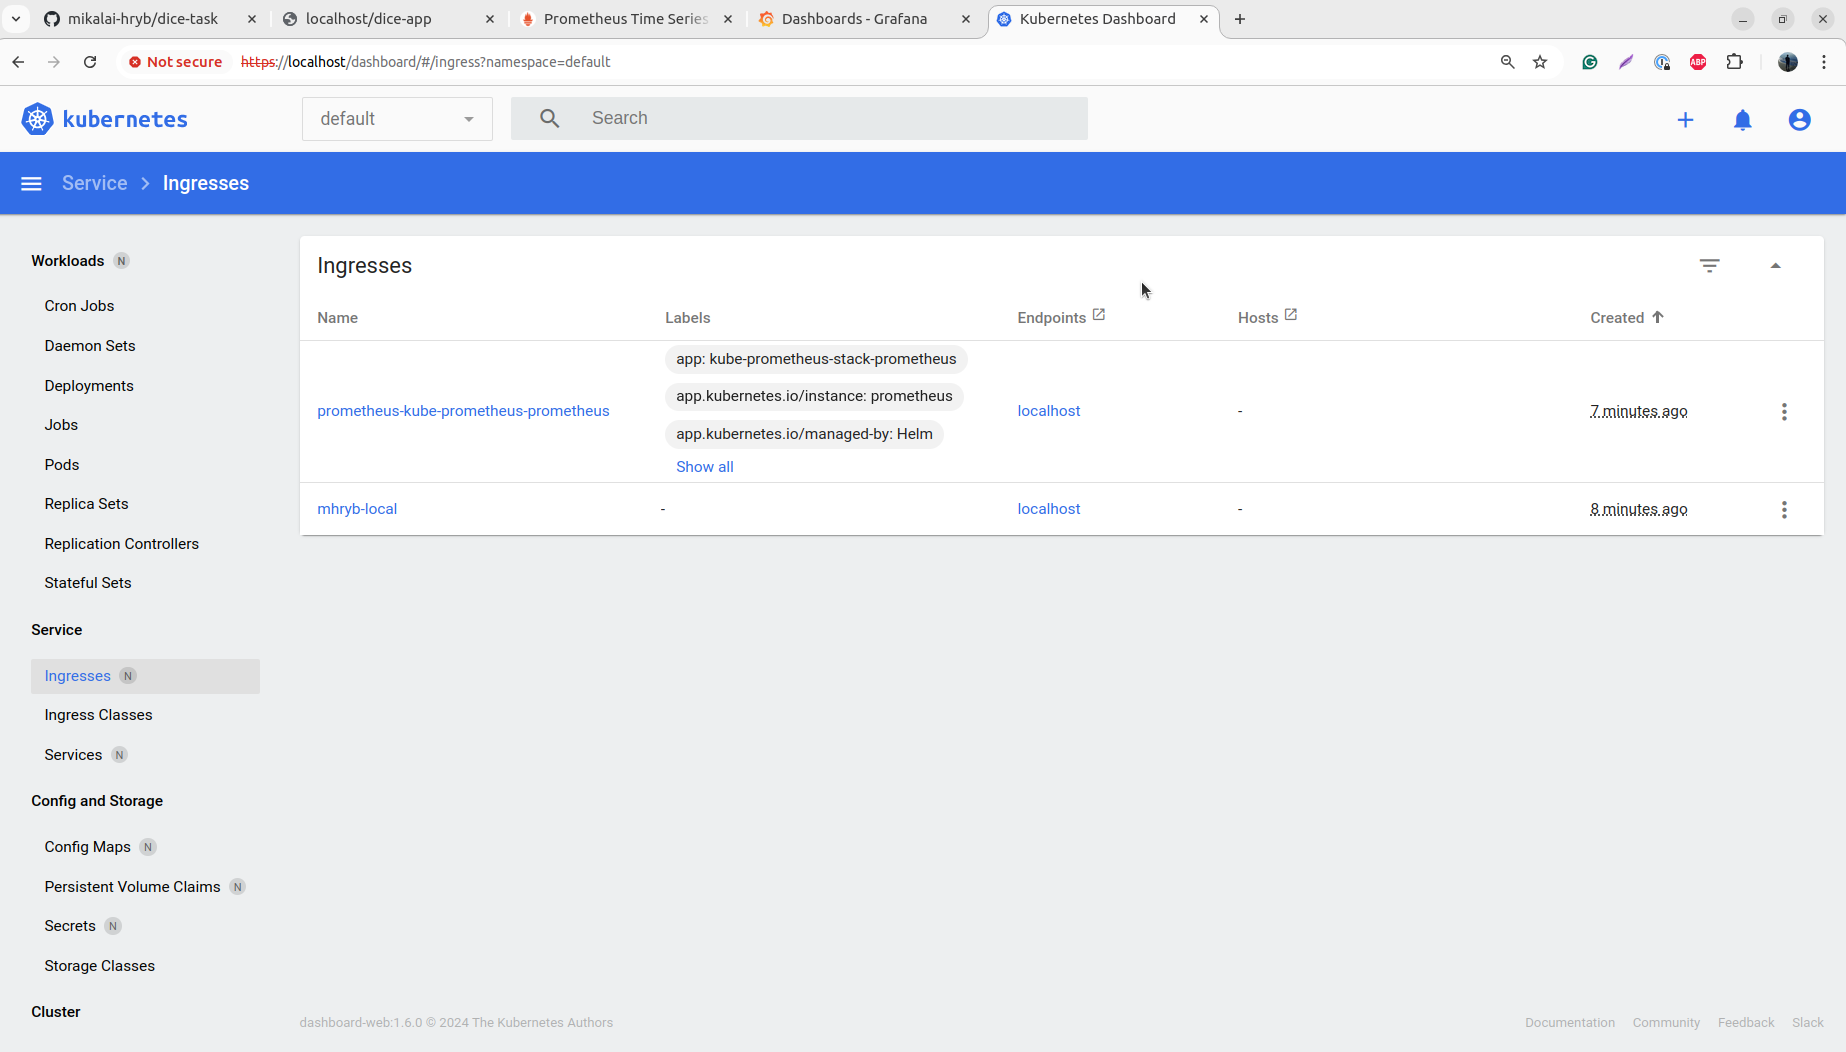 mikalai-hryb/dice-task
localhost/dice-app
Prometheus Time Series
Dashboards - Grafana
Kubernetes Dashboard
Not secure
https://localhost/dashboard/#/ingress?namespace=default
ABP
kubernetes
default
Search
Service
Ingresses
Workloads N
Cron Jobs
Daemon Sets
Deployments
Jobs
Pods
Replica Sets
Replication Controllers
Stateful Sets
Service
Ingresses N
Ingress Classes
Services N
Config and Storage
Config Maps N
Persistent Volume Claims N
Secrets N
Storage Classes
Cluster
Ingresses
Name Labels Endpoints Hosts Created
app: kube-prometheus-stack-prometheus
app.kubernetes.io/instance: prometheus
prometheus-kube-prometheus-prometheus localhost - 7 minutes ago
app.kubernetes.io/managed-by: Helm
Show all
mhryb-local - localhost - 8 minutes ago
dashboard-web:1.6.0 © 2024 The Kubernetes Authors
Documentation Community Feedback Slack